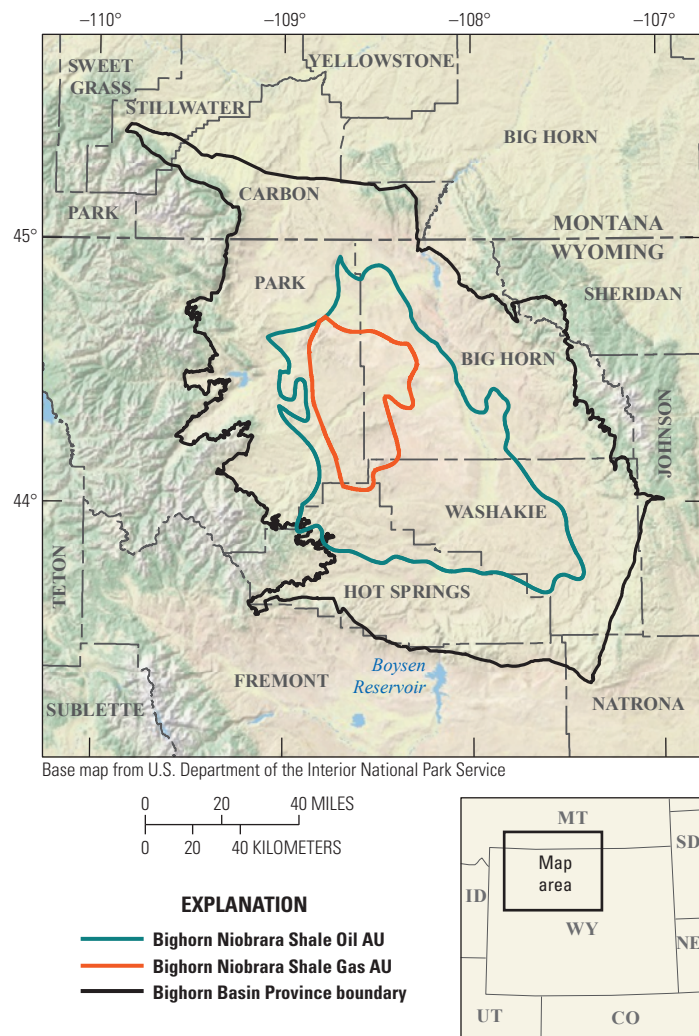 –110° –109° –108° –107°
YELLOWSTONE
SWEET
GRASS
STILLWATER
BIG HORN
CARBON
PARK
MONTANA
45°
WYOMING
PARK
SHERIDAN
BIG HORN
JOHNSON
44°
WASHAKIE
TETON
HOT SPRINGS
FREMONT
Boysen
Reservoir
SUBLETTE
NATRONA
Base map from U.S. Department of the Interior National Park Service
0 20 40 MILES
0 20 40 KILOMETERS
EXPLANATION
Bighorn Niobrara Shale Oil AU
Bighorn Niobrara Shale Gas AU
Bighorn Basin Province boundary
MT
SD
Map
area
ID
WY
NE
UT
CO